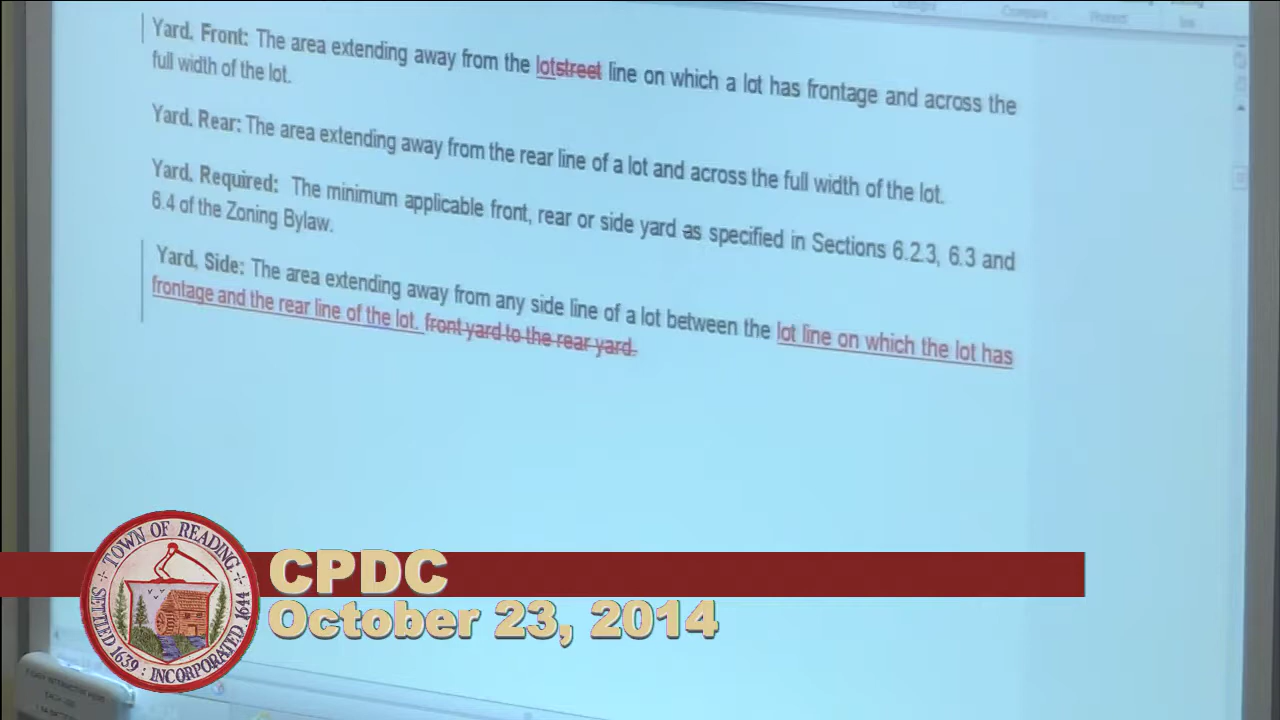 Yard. Front: The area extending away from the lotstreet line on which a lot has frontage and across the
full width of the lot.
Yard. Rear: The area extending away from the rear line of a lot and across the full width of the lot.
Yard. Required: The minimum applicable front, rear or side yard as specified in Sections 6.2.3, 6.3 and
6.4 of the Zoning Bylaw.
Yard, Side: The area extending away from any side line of a lot between the lot line on which the lot has
frontage and the rear line of the lot. front yard to the rear yard.
TOWN OF READING
SETTLED 1639 : INCORPORATED 1644
CPDC
October 23, 2014